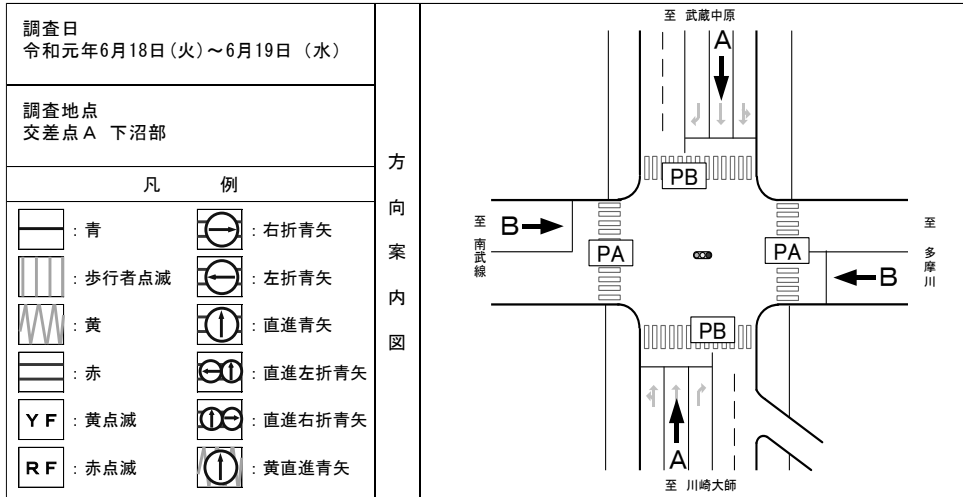 調査日
令和元年6月18日(火)～6月19日 (水)
調査地点
交差点A 下沼部
凡 例
: 青
: 右折青矢
: 歩行者点滅
: 左折青矢
: 黄
: 直進青矢
: 赤
: 直進左折青矢
YF : 黄点滅
: 直進右折青矢
RF : 赤点滅
: 黄直進青矢
方向案内図
至 武蔵中原
A
PB
至 南武線
B
PA
PA
B
至 多摩川
PB
A
至 川崎大師